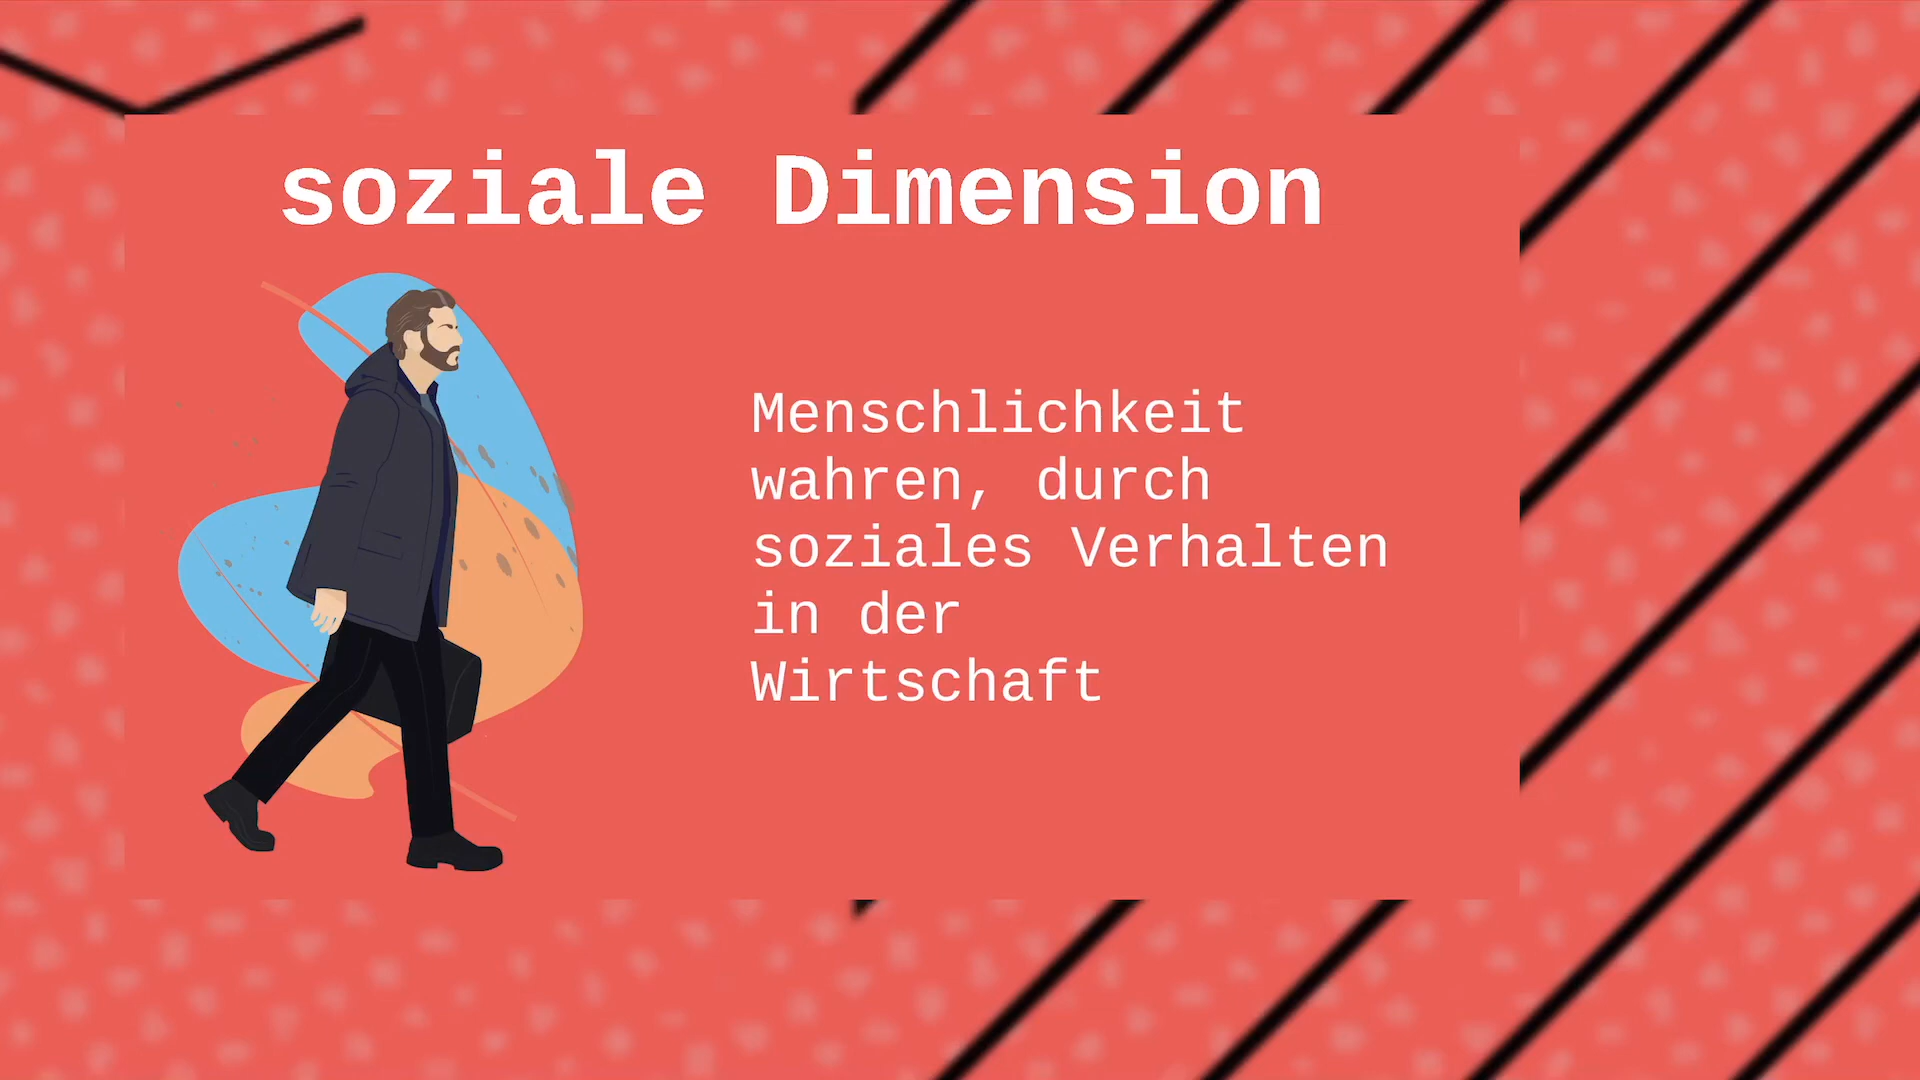 soziale Dimension
Menschlichkeit
wahren, durch
soziales Verhalten
in der
Wirtschaft